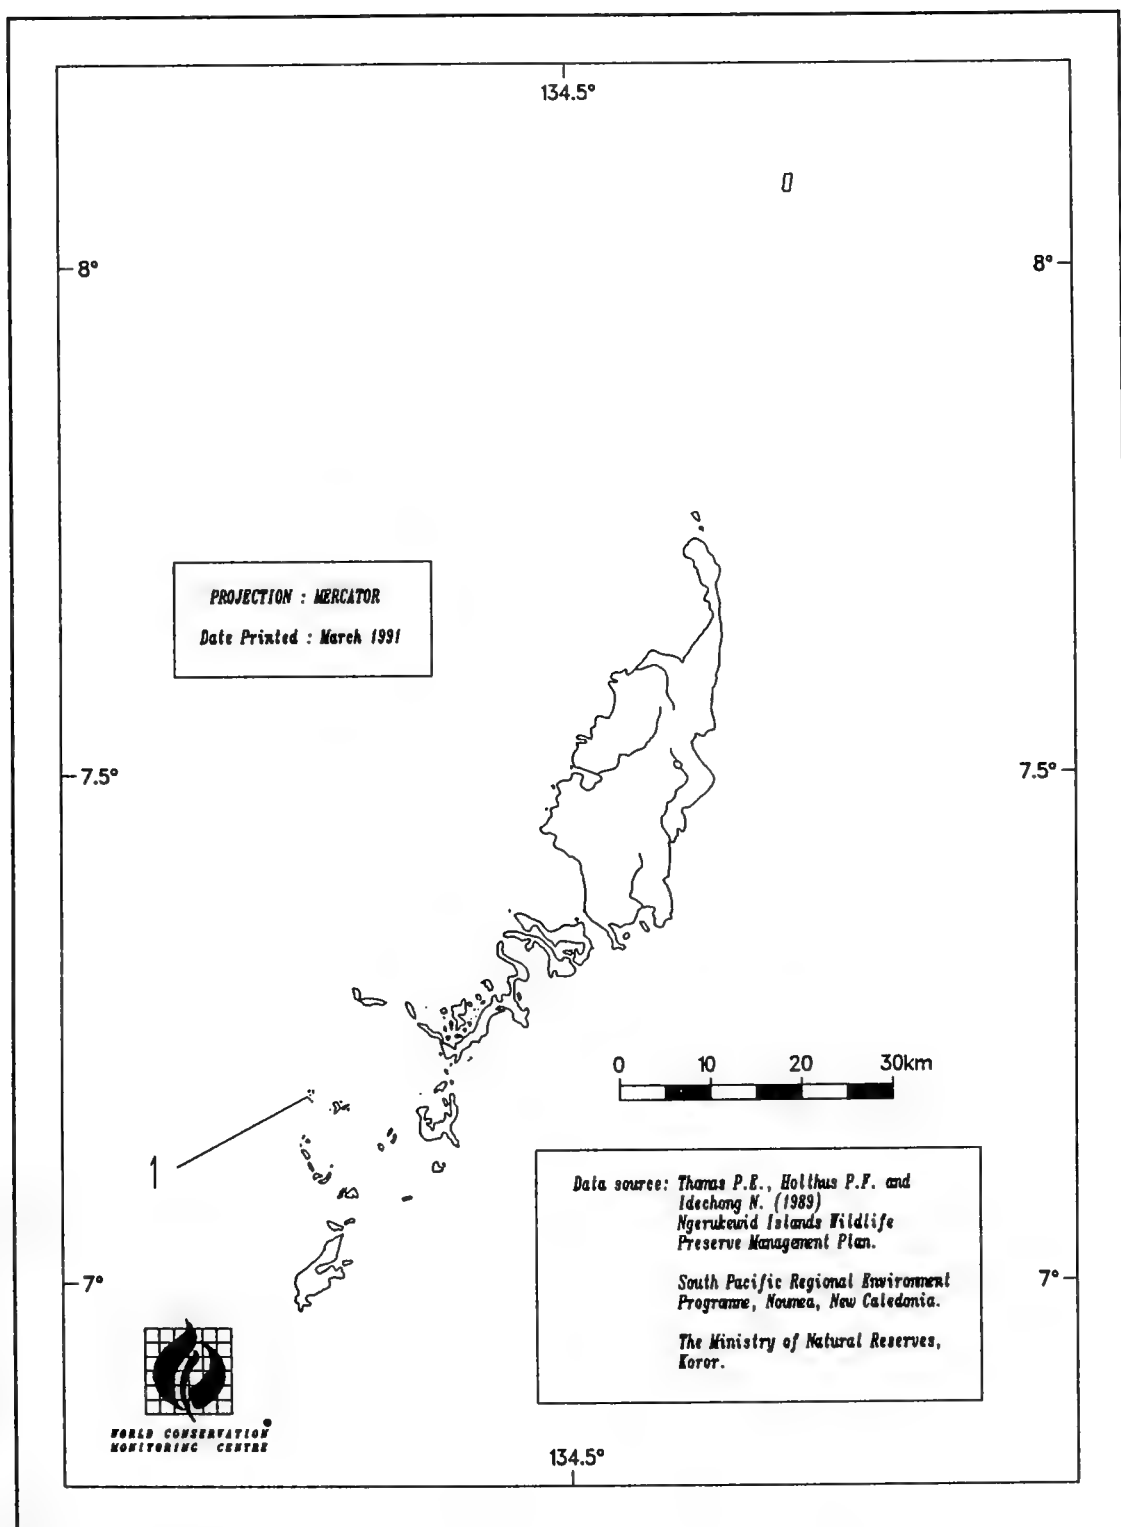 134.5°
8°
8°
PROJECTION : MERCATOR
Date Printed : March 1991
7.5°
7.5°
0 10 20 30km
1
Data source: Thomas P.E., Holthus P.F. and
Idechong N. (1989)
Ngerukewid Islands Wildlife
Preserve Management Plan.
South Pacific Regional Environment
Programme, Noumea, New Caledonia.
The Ministry of Natural Reserves,
Koror.
7°
7°
WORLD CONSERVATION
MONITORING CENTRE
134.5°